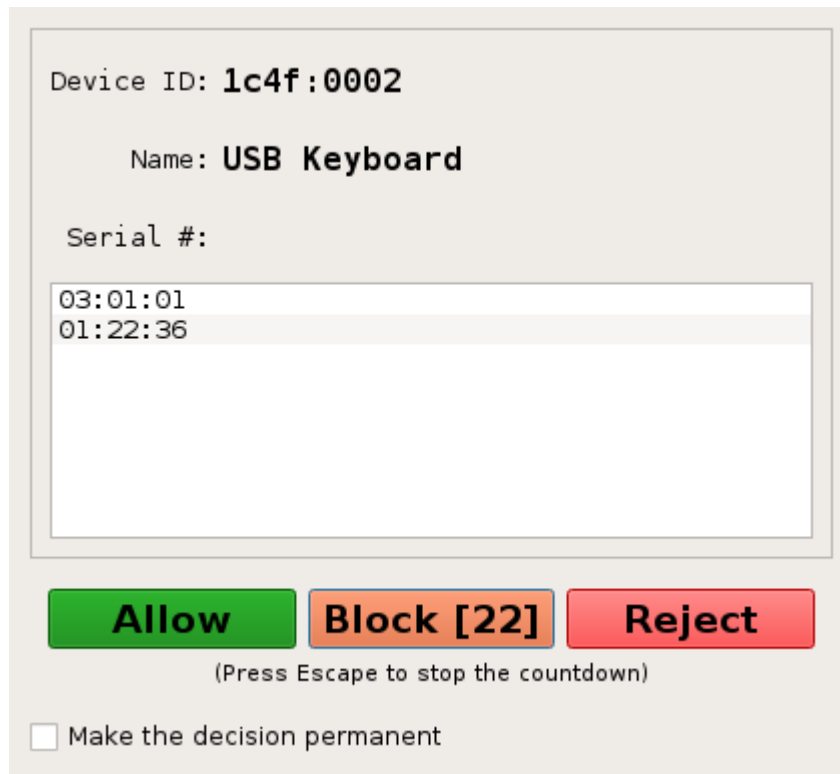 Device ID: 1c4f:0002
Name: USB Keyboard
Serial #:
03:01:01
01:22:36
Allow Block [22] Reject
(Press Escape to stop the countdown)
Make the decision permanent